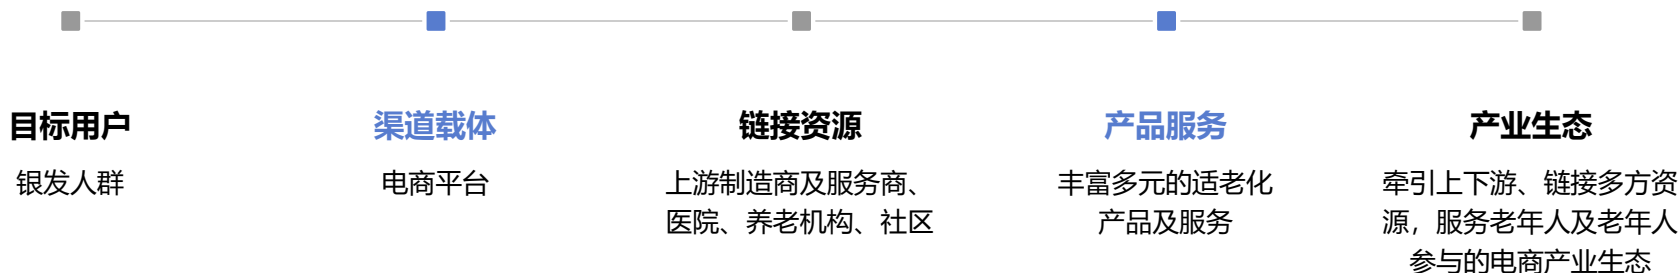 目标用户
银发人群
渠道载体
电商平台
链接资源
上游制造商及服务商、
医院、养老机构、社区
产品服务
丰富多元的适老化
产品及服务
产业生态
牵引上下游、链接多方资
源，服务老年人及老年人
参与的电商产业生态